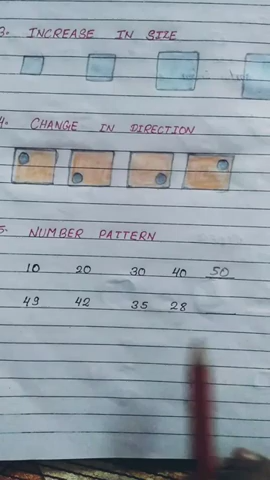 3. INCREASE IN SIZE
4. CHANGE IN DIRECTION
5. NUMBER PATTERN
10 20 30 40 50
49 42 35 28